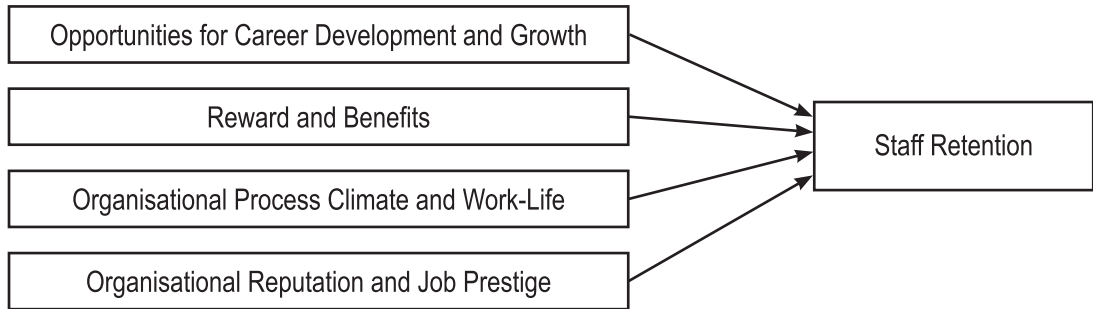 Opportunities for Career Development and Growth
Reward and Benefits
Organisational Process Climate and Work-Life
Organisational Reputation and Job Prestige
Staff Retention